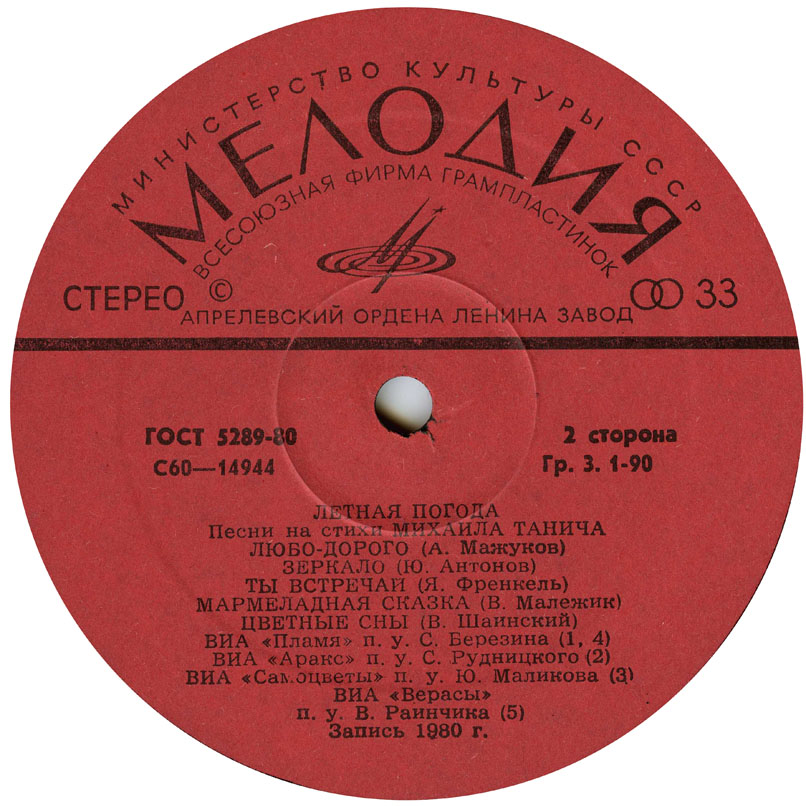 МИНИСТЕРСТВО КУЛЬТУРЫ СССР
МЕЛОДИЯ
ВСЕСОЮЗНАЯ ФИРМА ГРАМПЛАСТИНОК
СТЕРЕО © 33
АПРЕЛЕВСКИЙ ОРДЕНА ЛЕНИНА ЗАВОД
ГОСТ 5289-80 2 сторона
С60—14944 Гр. 3. 1-90
ЛЕТНАЯ ПОГОДА
Песни на стихи МИХАИЛА ТАНИЧА
ЛЮБО-ДОРОГО (А. Мажуков)
ЗЕРКАЛО (Ю. Антонов)
ТЫ ВСТРЕЧАЙ (Я. Френкель)
МАРМЕЛАДНАЯ СКАЗКА (В. Малежик)
ЦВЕТНЫЕ СНЫ (В. Шаинский)
ВИА «Пламя» п. у. С. Березина (1, 4)
ВИА «Аракс» п. у. С. Рудницкого (2)
ВИА «Самоцветы» п. у. Ю. Маликова (3)
ВИА «Верасы»
п. у. В. Раинчика (5)
Запись 1980 г.